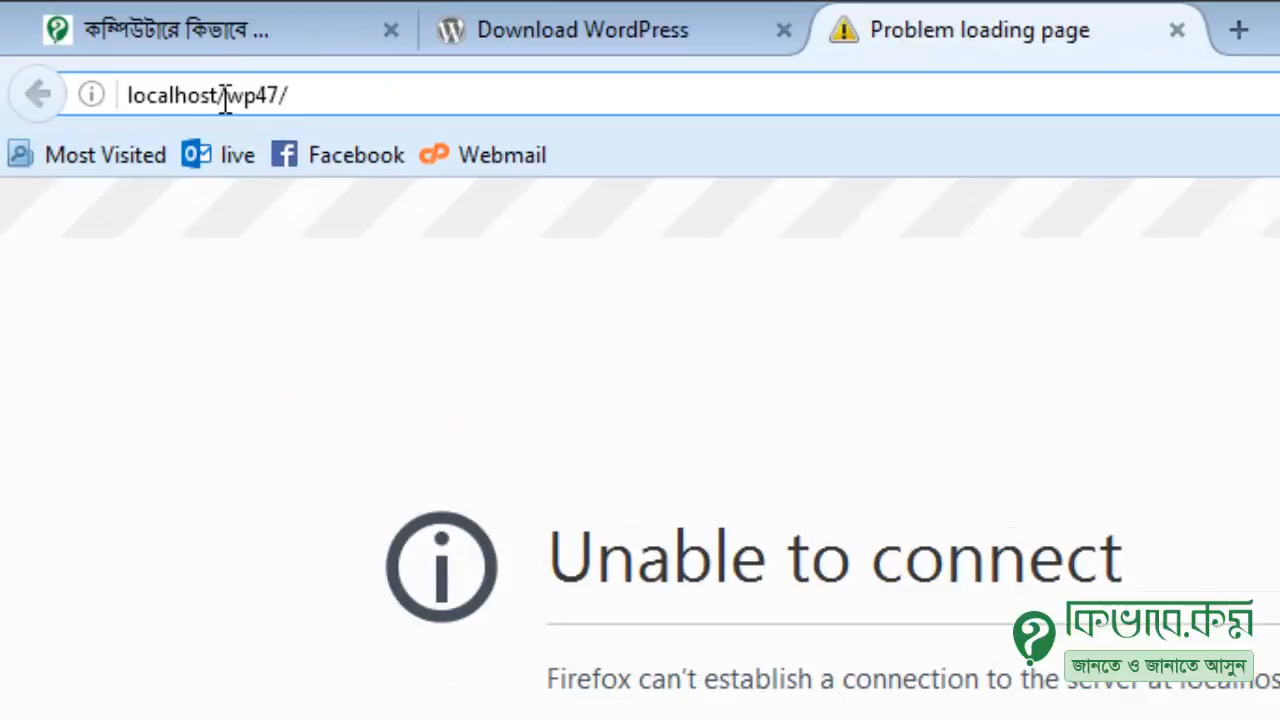 কম্পিউটারে কিভাবে ...
Download WordPress
Problem loading page
localhost/wp47/
Most Visited
live
Facebook
Webmail
Unable to connect
Firefox can't establish a connection to the server at localhos
কিভাবে.কম
জানতে ও জানাতে আসুন